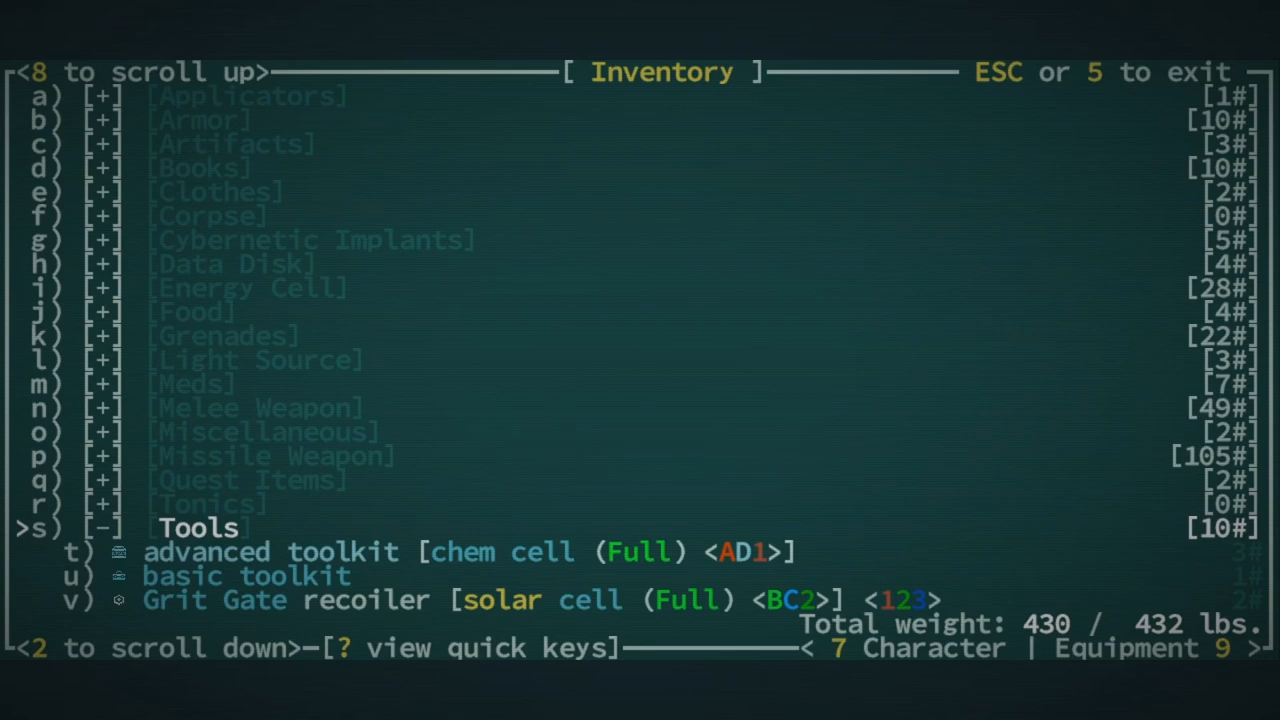 <8 to scroll up> [ Inventory ] ESC or 5 to exit
a) [+] [Applicators] [1#]
b) [+] [Armor] [10#]
c) [+] [Artifacts] [3#]
d) [+] [Books] [10#]
e) [+] [Clothes] [2#]
f) [+] [Corpse] [0#]
g) [+] [Cybernetic Implants] [5#]
h) [+] [Data Disk] [4#]
i) [+] [Energy Cell] [28#]
j) [+] [Food] [4#]
k) [+] [Grenades] [22#]
l) [+] [Light Source] [3#]
m) [+] [Meds] [7#]
n) [+] [Melee Weapon] [49#]
o) [+] [Miscellaneous] [2#]
p) [+] [Missile Weapon] [105#]
q) [+] [Quest Items] [2#]
r) [+] [Tonics] [0#]
>s) [-] [Tools] [10#]
t) advanced toolkit [chem cell (Full) <AD1>] 3#
u) basic toolkit 1#
v) Grit Gate recoiler [solar cell (Full) <BC2>] <123> 2#
Total weight: 430 / 432 lbs.
<2 to scroll down> [? view quick keys] < 7 Character | Equipment 9 >